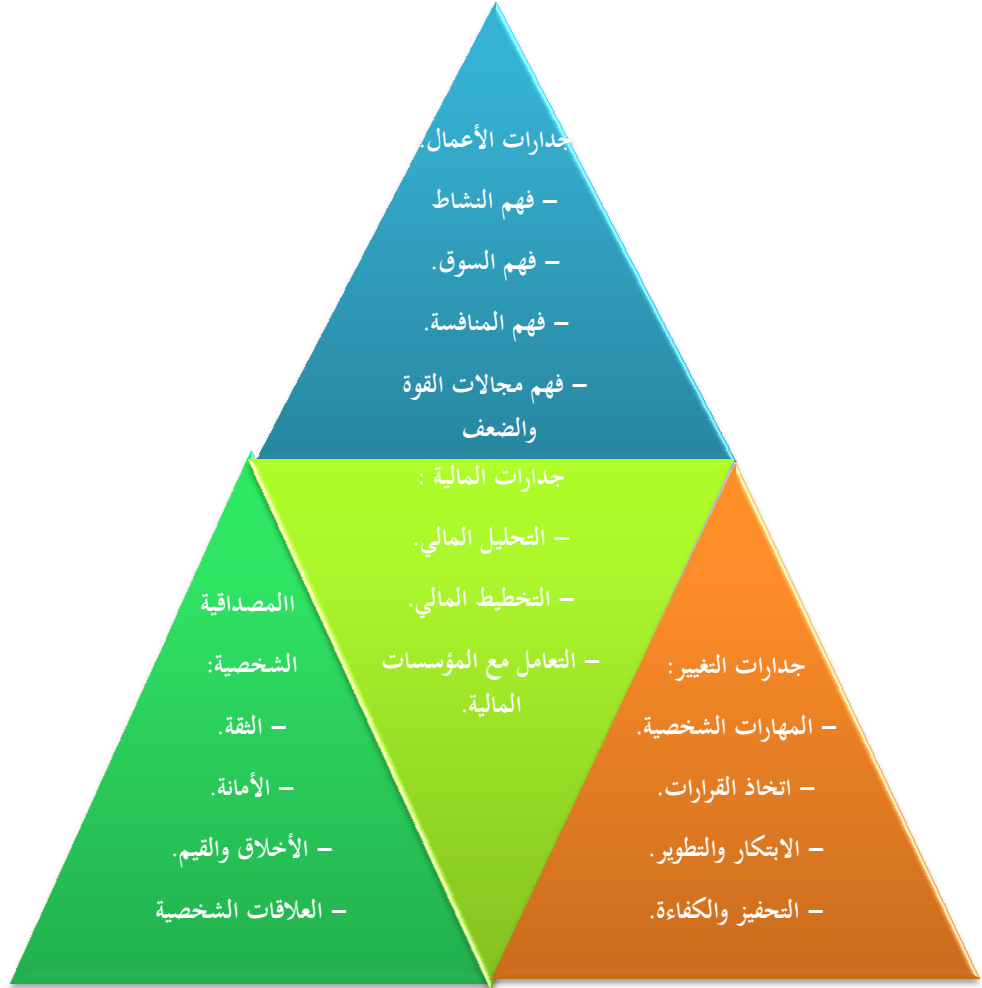 جدارات الأعمال:
– فهم النشاط
– فهم السوق.
– فهم المنافسة.
– فهم مجالات القوة
والضعف
جدارات المالية :
– التحليل المالي.
– التخطيط المالي.
– التعامل مع المؤسسات
المالية.
جدارات التغيير:
– المهارات الشخصية.
– اتخاذ القرارات.
– الابتكار والتطوير.
– التحفيز والكفاءة.
االمصداقية
الشخصية:
– الثقة.
– الأمانة.
– الأخلاق والقيم.
– العلاقات الشخصية